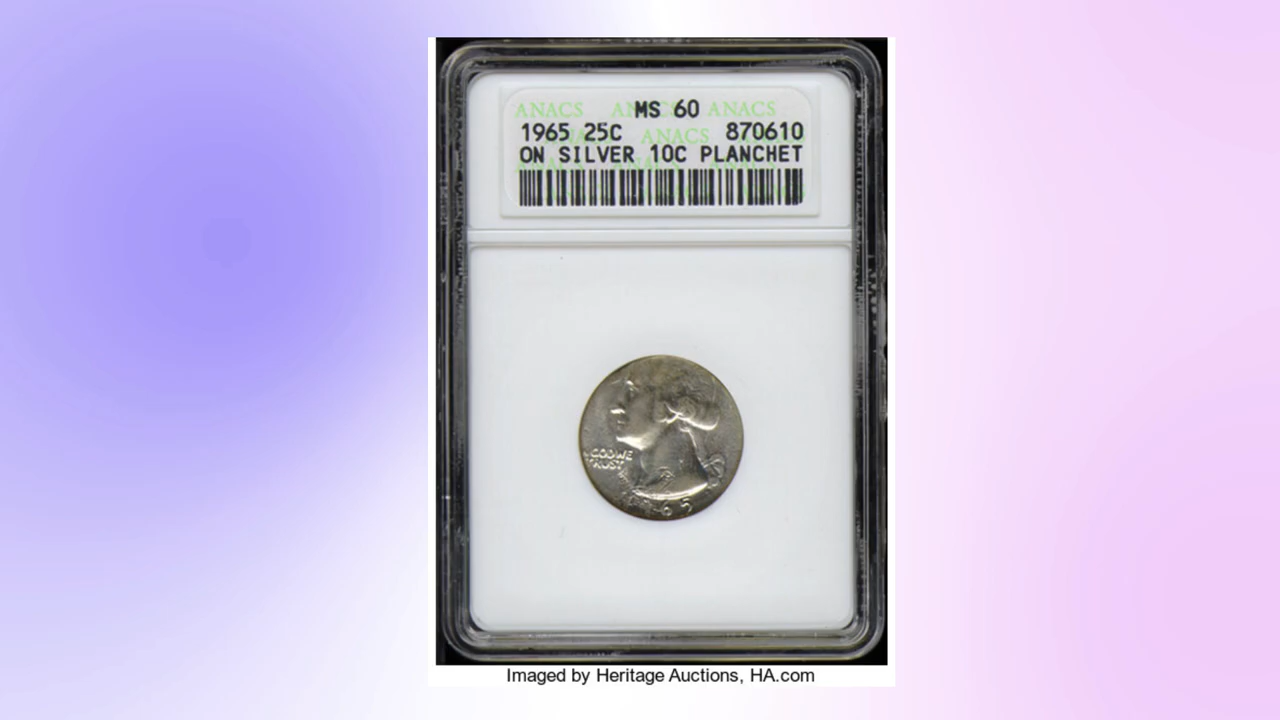 ANACS ANACS ANACS
MS 60
1965 25C 870610
ANACS
ON SILVER 10C PLANCHET
GOD WE
TRUST
1965
Imaged by Heritage Auctions, HA.com